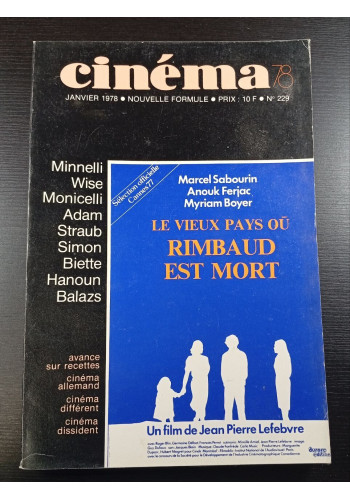 cinéma 78
JANVIER 1978 • NOUVELLE FORMULE • PRIX : 10 F • N° 229
Minnelli
Wise
Monicelli
Adam
Straub
Simon
Biette
Hanoun
Balazs
avance
sur recettes
cinéma
allemand
cinéma
différent
cinéma
dissident
Sélection officielle
Cannes 77
Marcel Sabourin
Anouk Ferjac
Myriam Boyer
LE VIEUX PAYS OÙ
RIMBAUD
EST MORT
Un film de Jean Pierre Lefebvre